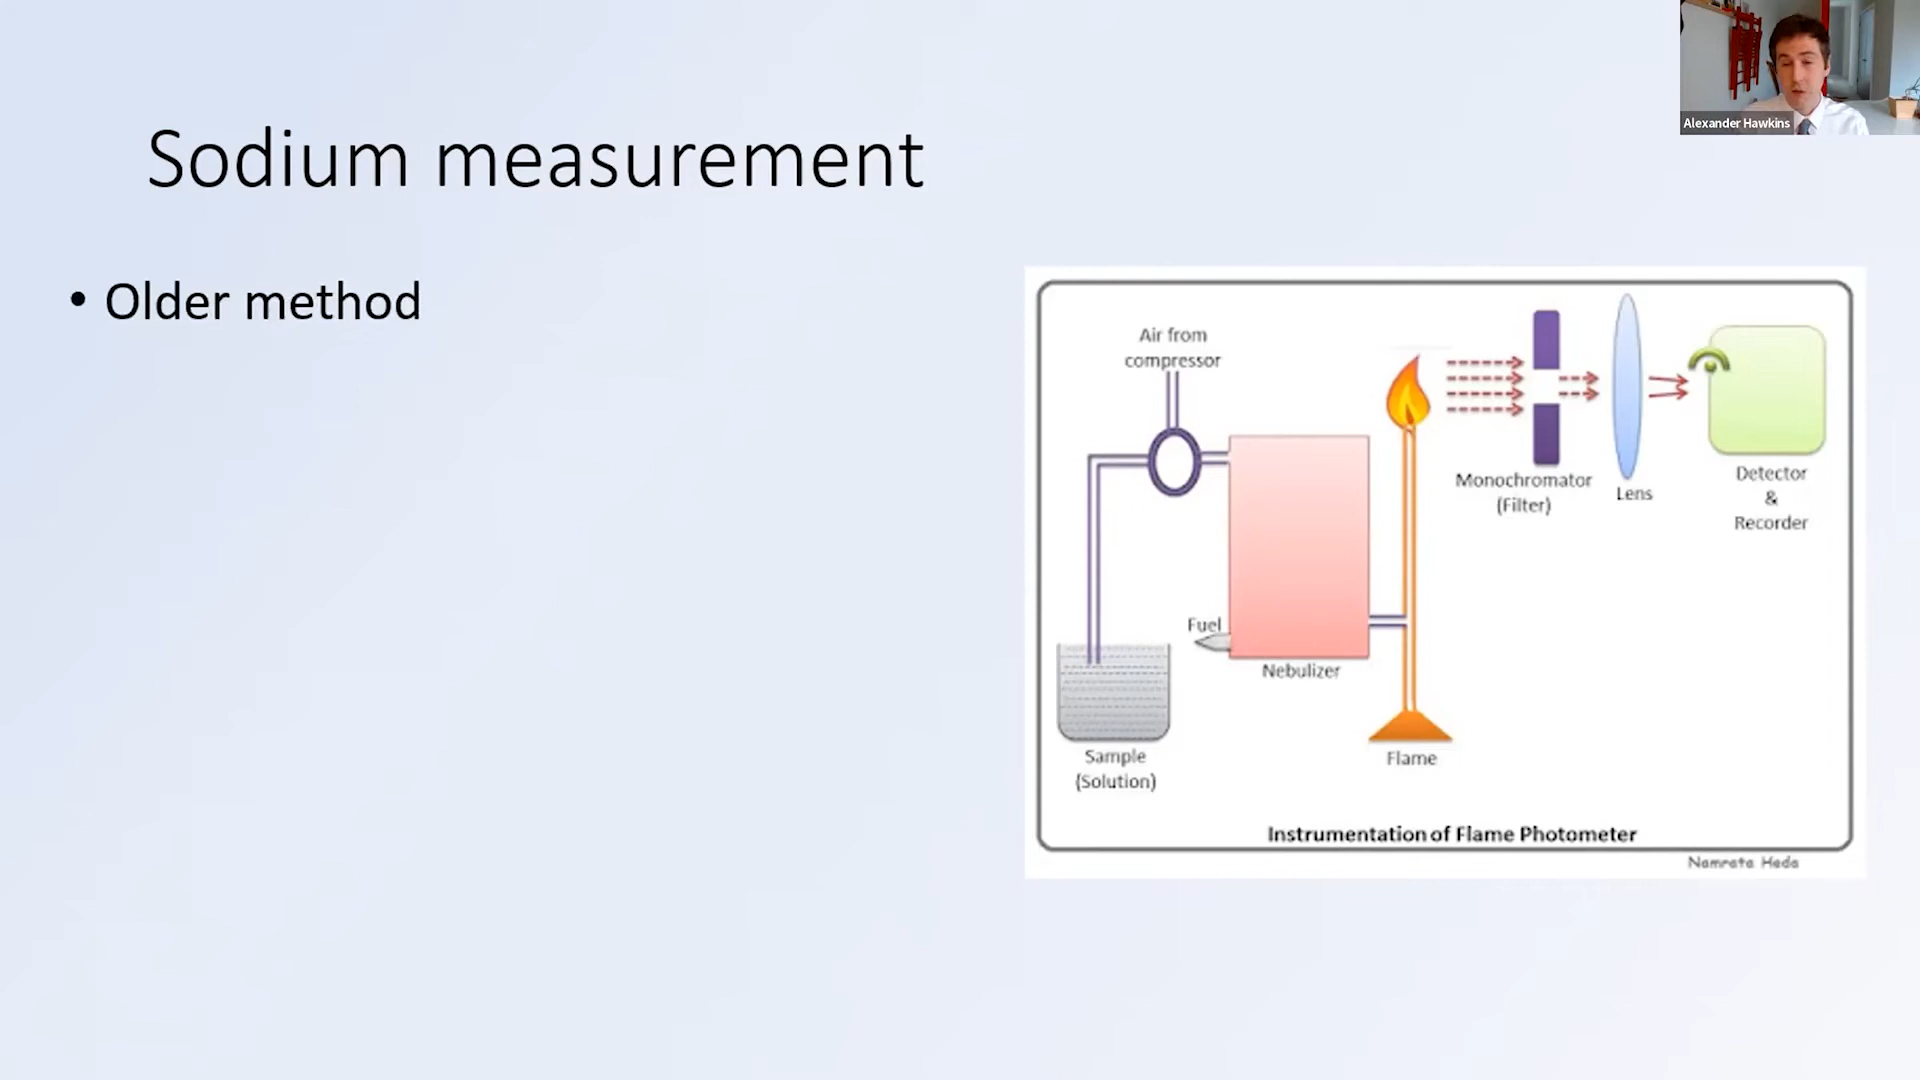 Alexander Hawkins
Sodium measurement
• Older method
Air from
compressor
Monochromator
(Filter)
Lens
Detector
&
Recorder
Fuel
Nebulizer
Sample
(Solution)
Flame
Instrumentation of Flame Photometer
Namrata Heda